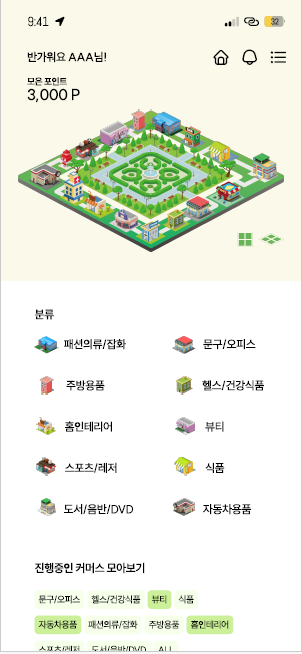 9:41
32
반가워요 AAA님!
모은 포인트
3,000 P
분류
패션의류/잡화
문구/오피스
주방용품
헬스/건강식품
홈인테리어
뷰티
스포츠/레저
식품
도서/음반/DVD
자동차용품
진행중인 커머스 모아보기
문구/오피스 헬스/건강식품 뷰티 식품
자동차용품 패션의류/잡화 주방용품 홈인테리어
스포츠/레저 도서/음반/DVD ALL